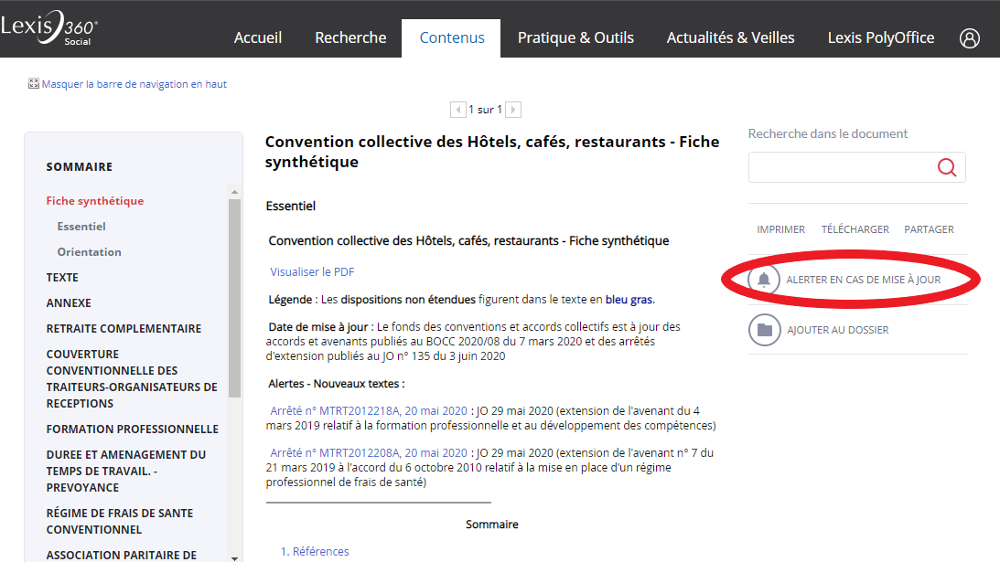 Lexis 360°
Social
Accueil
Recherche
Contenus
Pratique & Outils
Actualités & Veilles
Lexis PolyOffice
Masquer la barre de navigation en haut
1 sur 1
SOMMAIRE
Fiche synthétique
Essentiel
Orientation
TEXTE
ANNEXE
RETRAITE COMPLEMENTAIRE
COUVERTURE
CONVENTIONNELLE DES
TRAITEURS-ORGANISATEURS DE
RECEPTIONS
FORMATION PROFESSIONNELLE
DUREE ET AMENAGEMENT DU
TEMPS DE TRAVAIL. -
PREVOYANCE
RÉGIME DE FRAIS DE SANTE
CONVENTIONNEL
ASSOCIATION PARITAIRE DE
Convention collective des Hôtels, cafés, restaurants - Fiche
synthétique
Essentiel
Convention collective des Hôtels, cafés, restaurants - Fiche synthétique
Visualiser le PDF
Légende : Les dispositions non étendues figurent dans le texte en bleu gras.
Date de mise à jour : Le fonds des conventions et accords collectifs est à jour des
accords et avenants publiés au BOCC 2020/08 du 7 mars 2020 et des arrêtés
d'extension publiés au JO n° 135 du 3 juin 2020
Alertes - Nouveaux textes :
Arrêté n° MTRT2012218A, 20 mai 2020 : JO 29 mai 2020 (extension de l'avenant du 4
mars 2019 relatif à la formation professionnelle et au développement des compétences)
Arrêté n° MTRT2012208A, 20 mai 2020 : JO 29 mai 2020 (extension de l'avenant n° 7 du
21 mars 2019 à l'accord du 6 octobre 2010 relatif à la mise en place d'un régime
professionnel de frais de santé)
Sommaire
1. Références
Recherche dans le document
IMPRIMER
TÉLÉCHARGER
PARTAGER
ALERTER EN CAS DE MISE À JOUR
AJOUTER AU DOSSIER